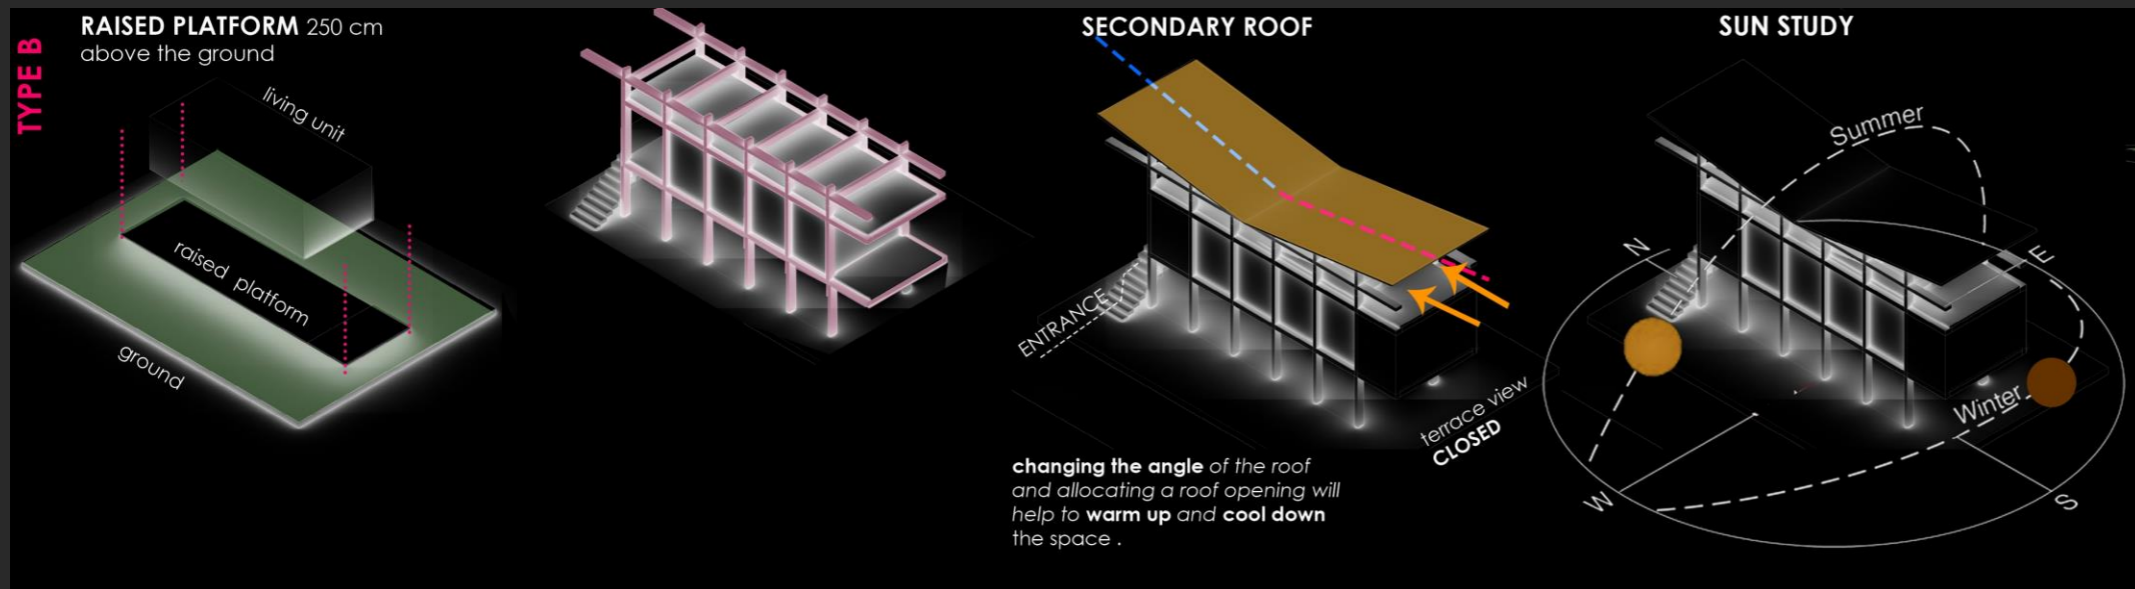 TYPE B
RAISED PLATFORM 250 cm
above the ground
living unit
raised platform
ground
SECONDARY ROOF
ENTRANCE
terrace view
CLOSED
changing the angle of the roof
and allocating a roof opening will
help to warm up and cool down
the space .
SUN STUDY
Summer
N
E
Winter
W
S